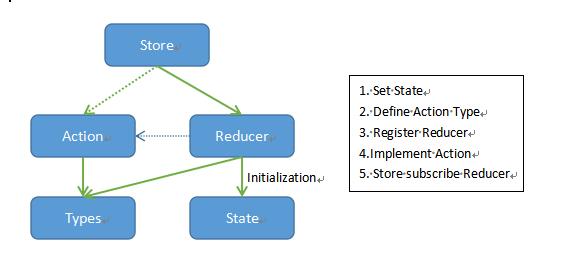 Store
Action
Reducer
Initialization
Types
State
1. Set State
2. Define Action Type
3. Register Reducer
4.Implement Action
5. Store subscribe Reducer